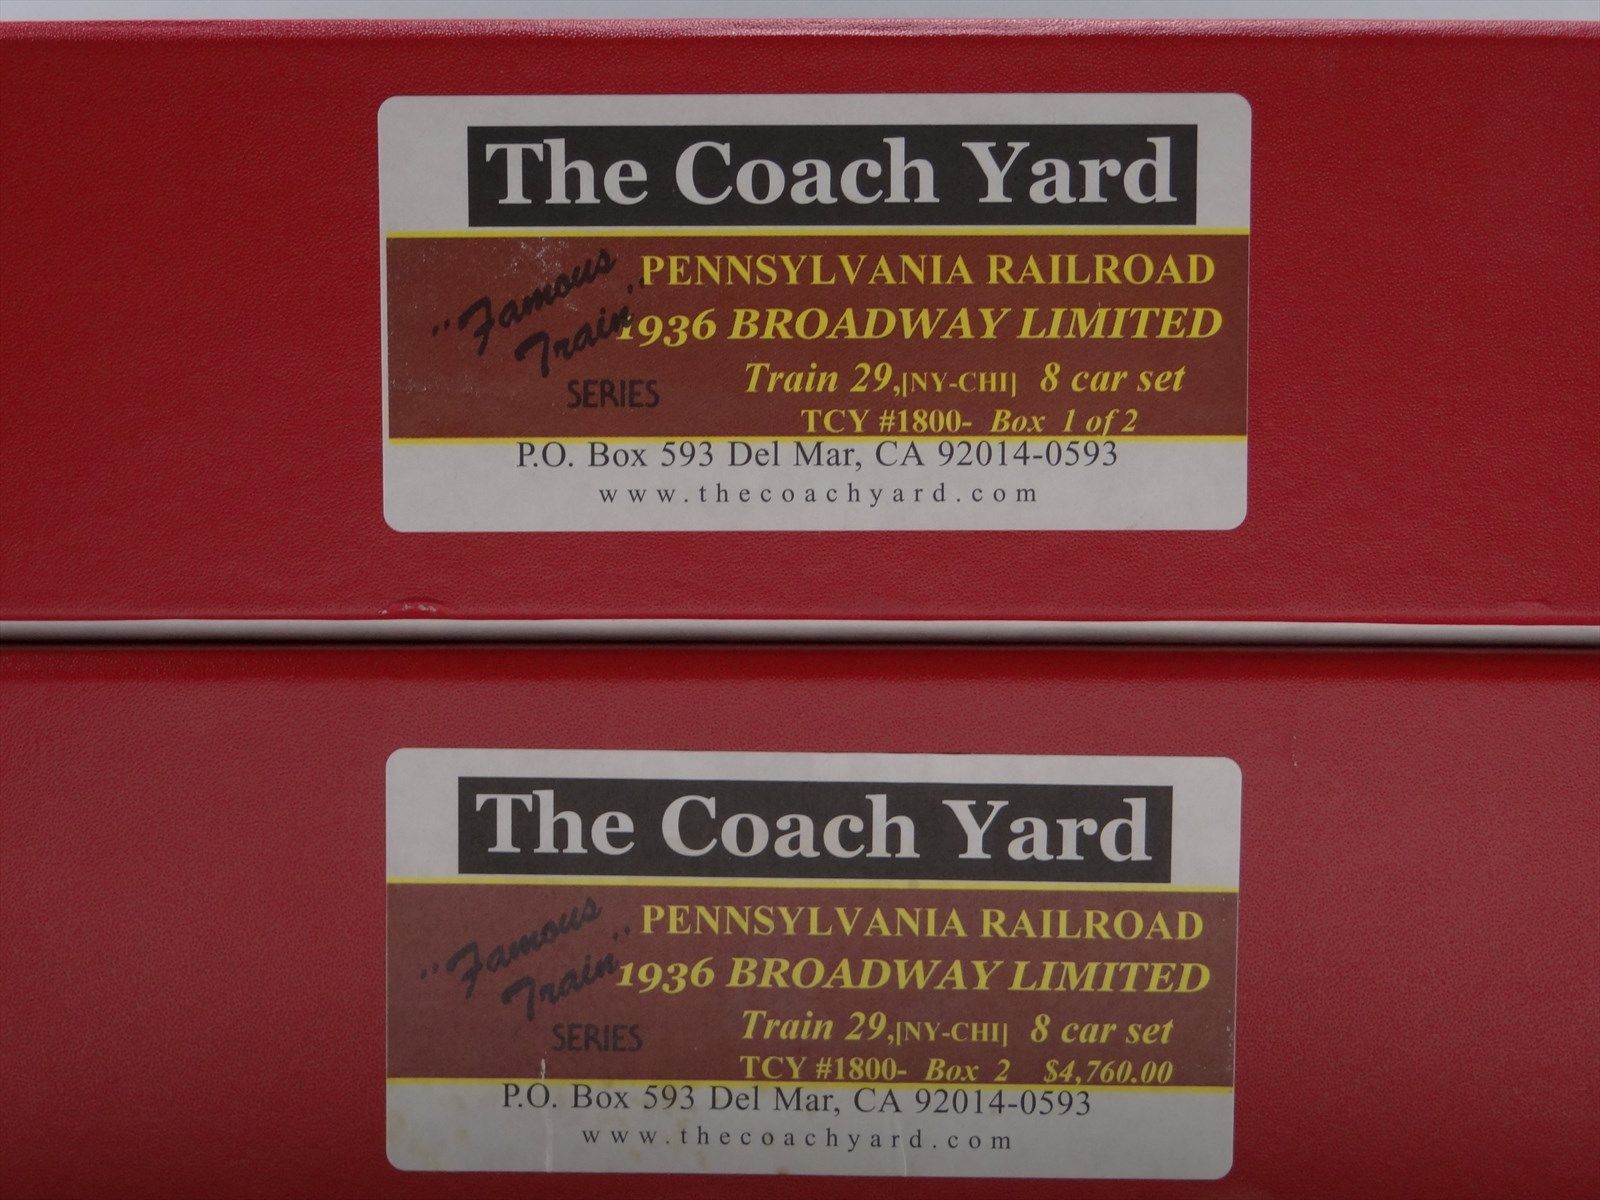 The Coach Yard
"Famous Train" SERIES
PENNSYLVANIA RAILROAD
1936 BROADWAY LIMITED
Train 29,[NY-CHI] 8 car set
TCY #1800- Box 1 of 2
P.O. Box 593 Del Mar, CA 92014-0593
www.thecoachyard.com
The Coach Yard
"Famous Train" SERIES
PENNSYLVANIA RAILROAD
1936 BROADWAY LIMITED
Train 29,[NY-CHI] 8 car set
TCY #1800- Box 2 $4,760.00
P.O. Box 593 Del Mar, CA 92014-0593
www.thecoachyard.com